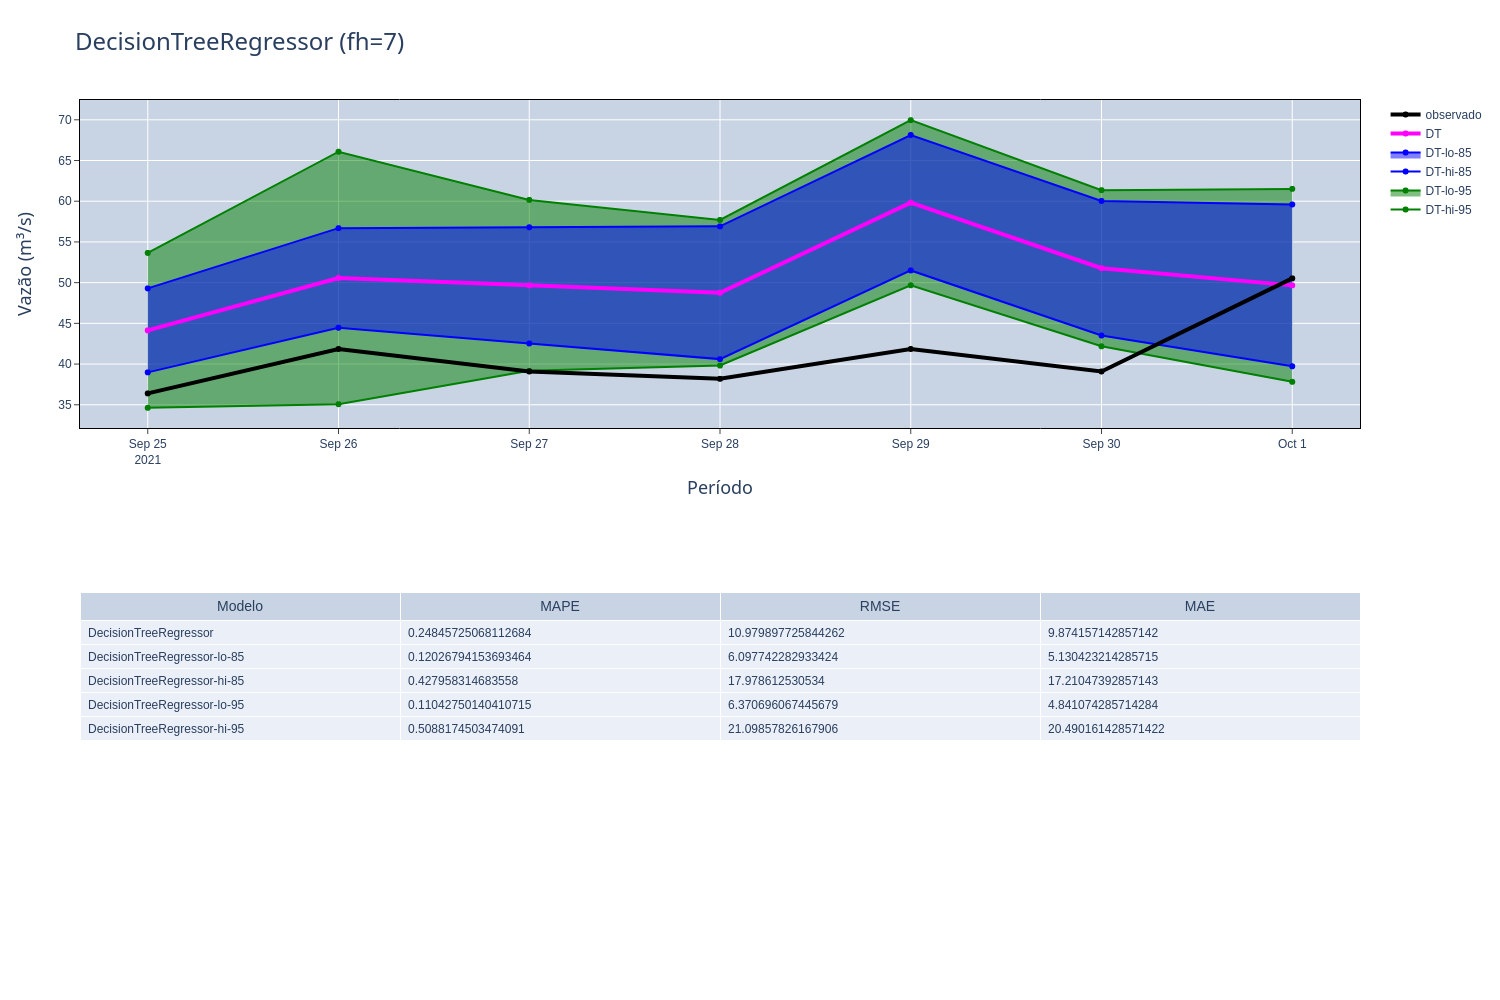 DecisionTreeRegressor (fh=7)
70
65
60
55
50
45
40
35
Vazão (m³/s)
Sep 25 Sep 26 Sep 27 Sep 28 Sep 29 Sep 30 Oct 1
2021
Período
observado
DT
DT-lo-85
DT-hi-85
DT-lo-95
DT-hi-95
Modelo MAPE RMSE MAE
DecisionTreeRegressor 0.24845725068112684 10.979897725844262 9.874157142857142
DecisionTreeRegressor-lo-85 0.12026794153693464 6.097742282933424 5.130423214285715
DecisionTreeRegressor-hi-85 0.427958314683558 17.978612530534 17.21047392857143
DecisionTreeRegressor-lo-95 0.11042750140410715 6.370696067445679 4.841074285714284
DecisionTreeRegressor-hi-95 0.5088174503474091 21.09857826167906 20.490161428571422